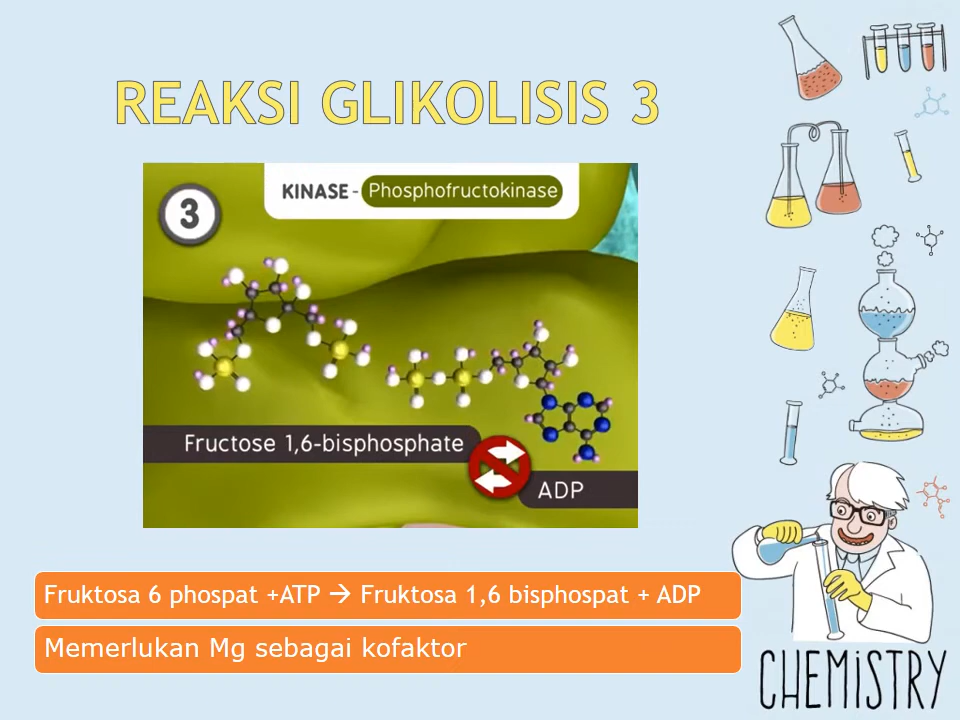 REAKSI GLIKOLISIS 3
KINASE - Phosphofructokinase
3
Fructose 1,6-bisphosphate
ADP
Fruktosa 6 phospat +ATP → Fruktosa 1,6 bisphospat + ADP
Memerlukan Mg sebagai kofaktor
CHEMiSTRY